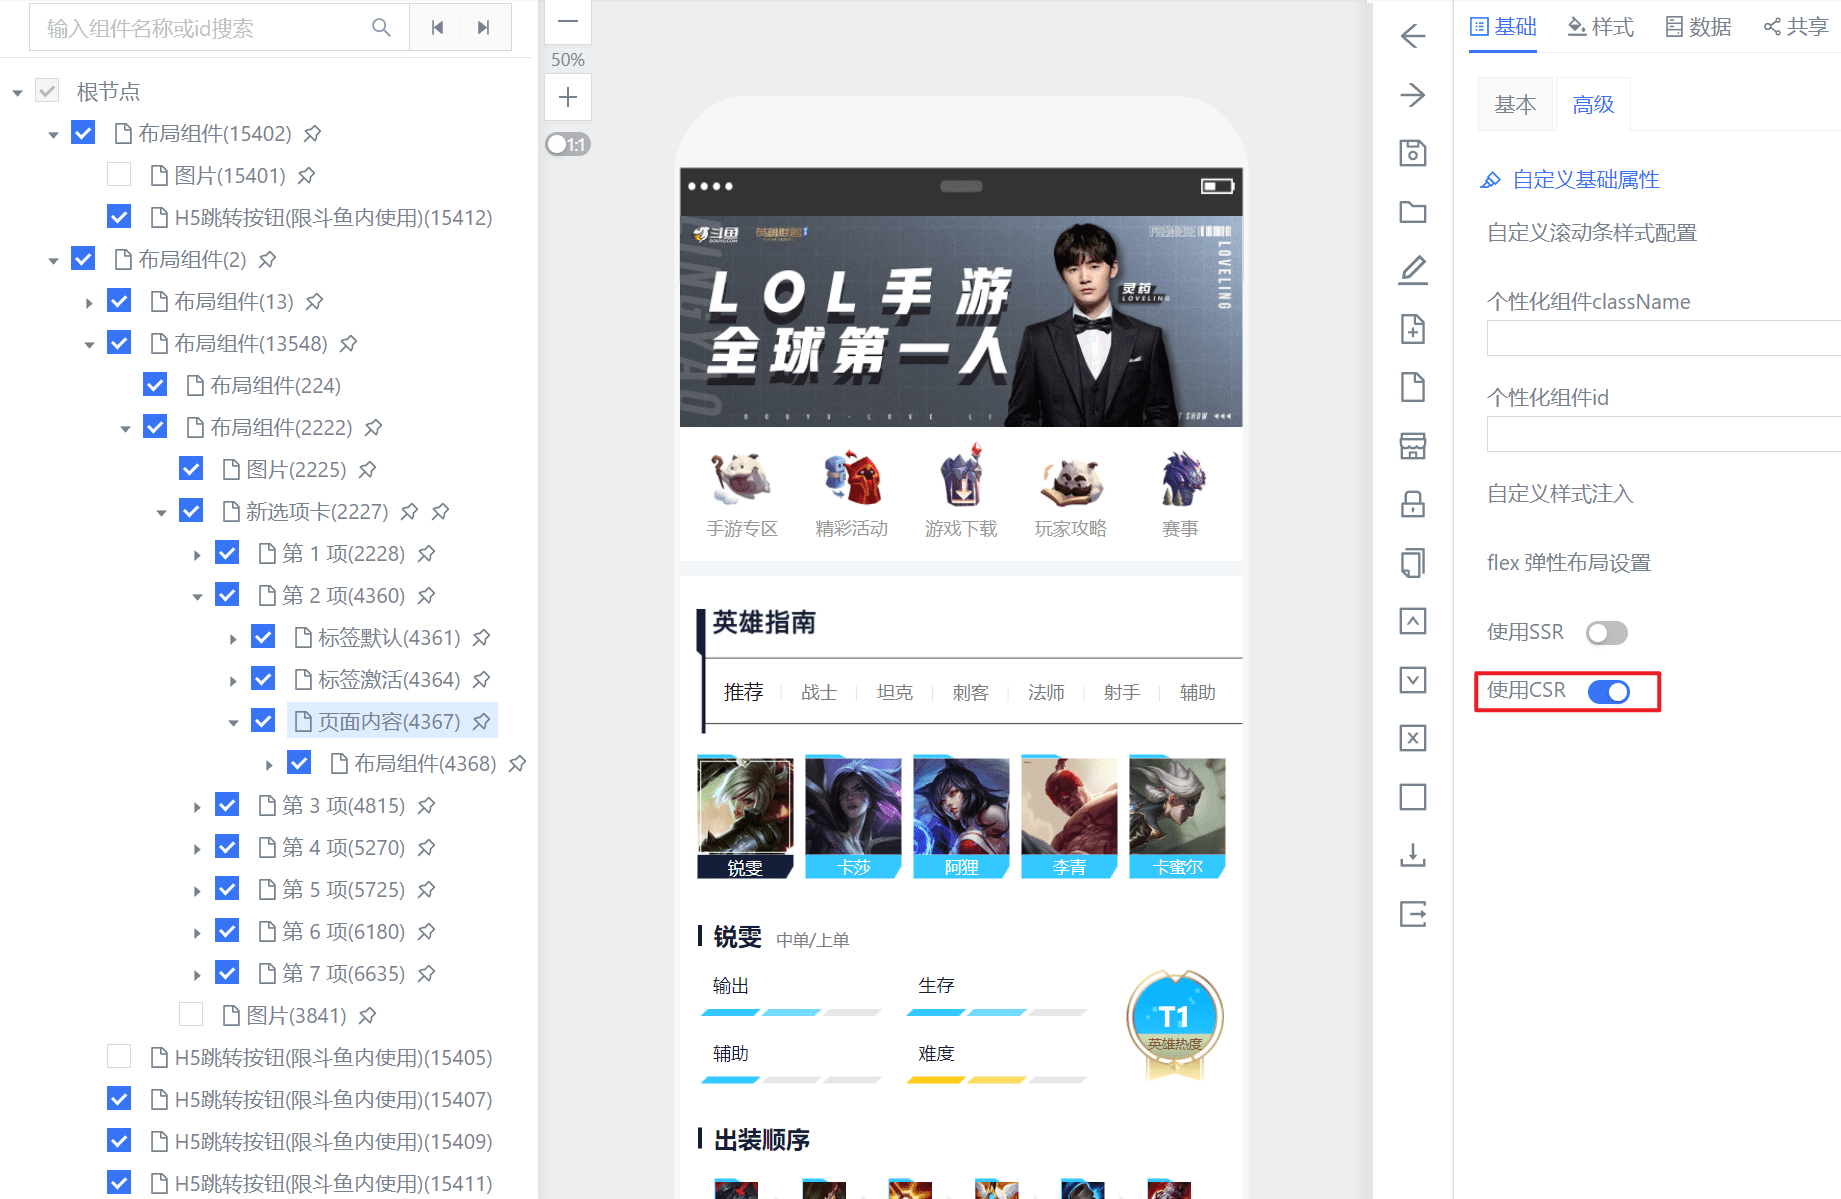 输入组件名称或id搜索
根节点
布局组件(15402)
图片(15401)
H5跳转按钮(限斗鱼内使用)(15412)
布局组件(2)
布局组件(13)
布局组件(13548)
布局组件(224)
布局组件(2222)
图片(2225)
新选项卡(2227)
第 1 项(2228)
第 2 项(4360)
标签默认(4361)
标签激活(4364)
页面内容(4367)
布局组件(4368)
第 3 项(4815)
第 4 项(5270)
第 5 项(5725)
第 6 项(6180)
第 7 项(6635)
图片(3841)
H5跳转按钮(限斗鱼内使用)(15405)
H5跳转按钮(限斗鱼内使用)(15407)
H5跳转按钮(限斗鱼内使用)(15409)
H5跳转按钮(限斗鱼内使用)(15411)
50%
1:1
斗鱼
LOL手游
全球第一人
灵药
LOVELING
LOVELING
手游专区 精彩活动 游戏下载 玩家攻略 赛事
英雄指南
推荐 战士 坦克 刺客 法师 射手 辅助
锐雯 卡莎 阿狸 李青 卡蜜尔
锐雯 中单/上单
输出 生存
辅助 难度
T1
英雄热度
出装顺序
基础 样式 数据 共享
基本 高级
自定义基础属性
自定义滚动条样式配置
个性化组件className
个性化组件id
自定义样式注入
flex 弹性布局设置
使用SSR
使用CSR